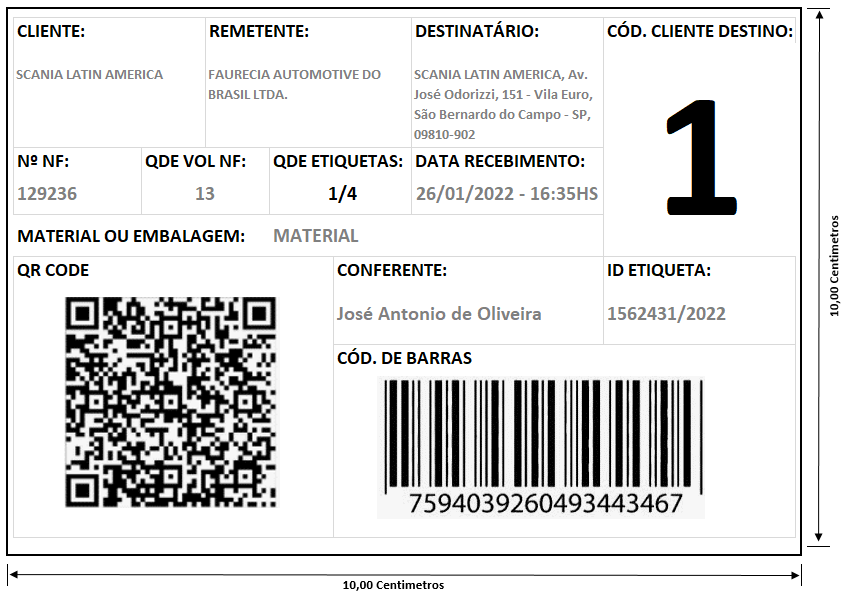 CLIENTE:
SCANIA LATIN AMERICA
REMETENTE:
FAURECIA AUTOMOTIVE DO
BRASIL LTDA.
DESTINATÁRIO:
SCANIA LATIN AMERICA, Av.
José Odorizzi, 151 - Vila Euro,
São Bernardo do Campo - SP,
09810-902
CÓD. CLIENTE DESTINO:
1
Nº NF:
129236
QDE VOL NF:
13
QDE ETIQUETAS:
1/4
DATA RECEBIMENTO:
26/01/2022 - 16:35HS
MATERIAL OU EMBALAGEM: MATERIAL
QR CODE
CONFERENTE:
José Antonio de Oliveira
ID ETIQUETA:
1562431/2022
CÓD. DE BARRAS
7594039260493443467
10,00 Centimetros
10,00 Centimetros